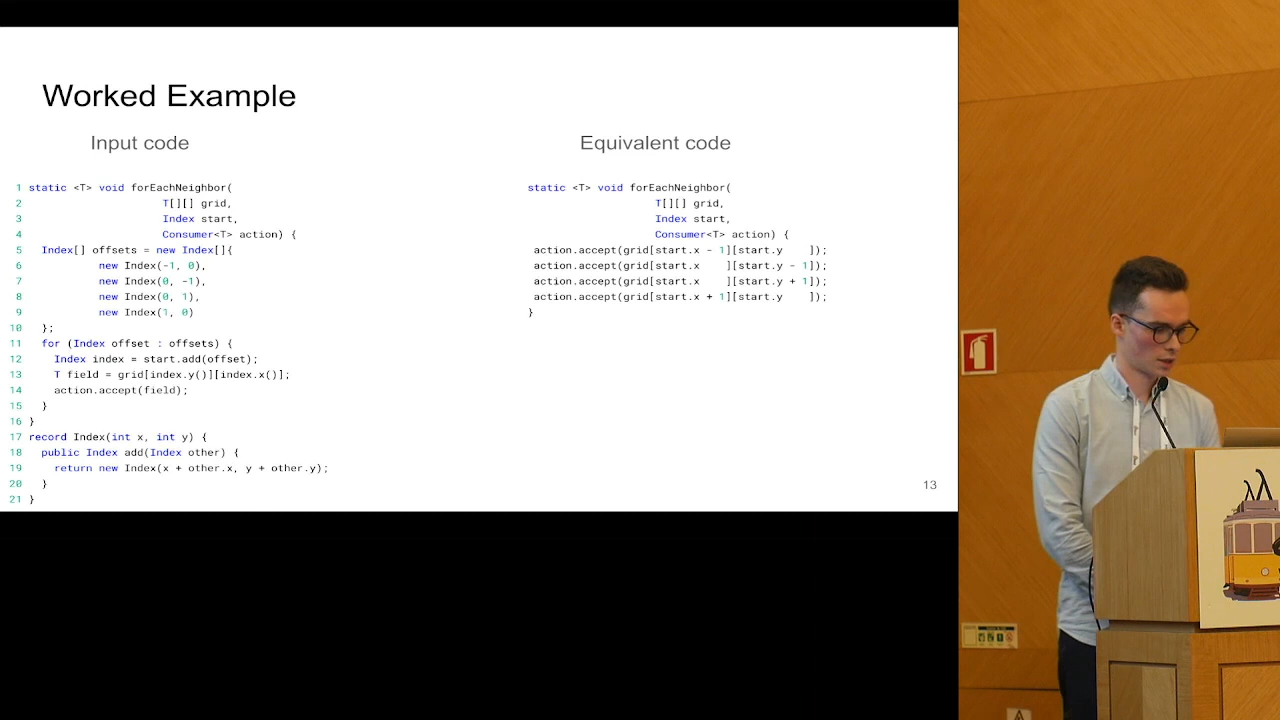 Worked Example
Input code
1 static <T> void forEachNeighbor(
2 T[][] grid,
3 Index start,
4 Consumer<T> action) {
5 Index[] offsets = new Index[]{
6 new Index(-1, 0),
7 new Index(0, -1),
8 new Index(0, 1),
9 new Index(1, 0)
10 };
11 for (Index offset : offsets) {
12 Index index = start.add(offset);
13 T field = grid[index.y()][index.x()];
14 action.accept(field);
15 }
16 }
17 record Index(int x, int y) {
18 public Index add(Index other) {
19 return new Index(x + other.x, y + other.y);
20 }
21 }
Equivalent code
static <T> void forEachNeighbor(
T[][] grid,
Index start,
Consumer<T> action) {
action.accept(grid[start.x - 1][start.y    ]);
action.accept(grid[start.x    ][start.y - 1]);
action.accept(grid[start.x    ][start.y + 1]);
action.accept(grid[start.x + 1][start.y    ]);
}
13